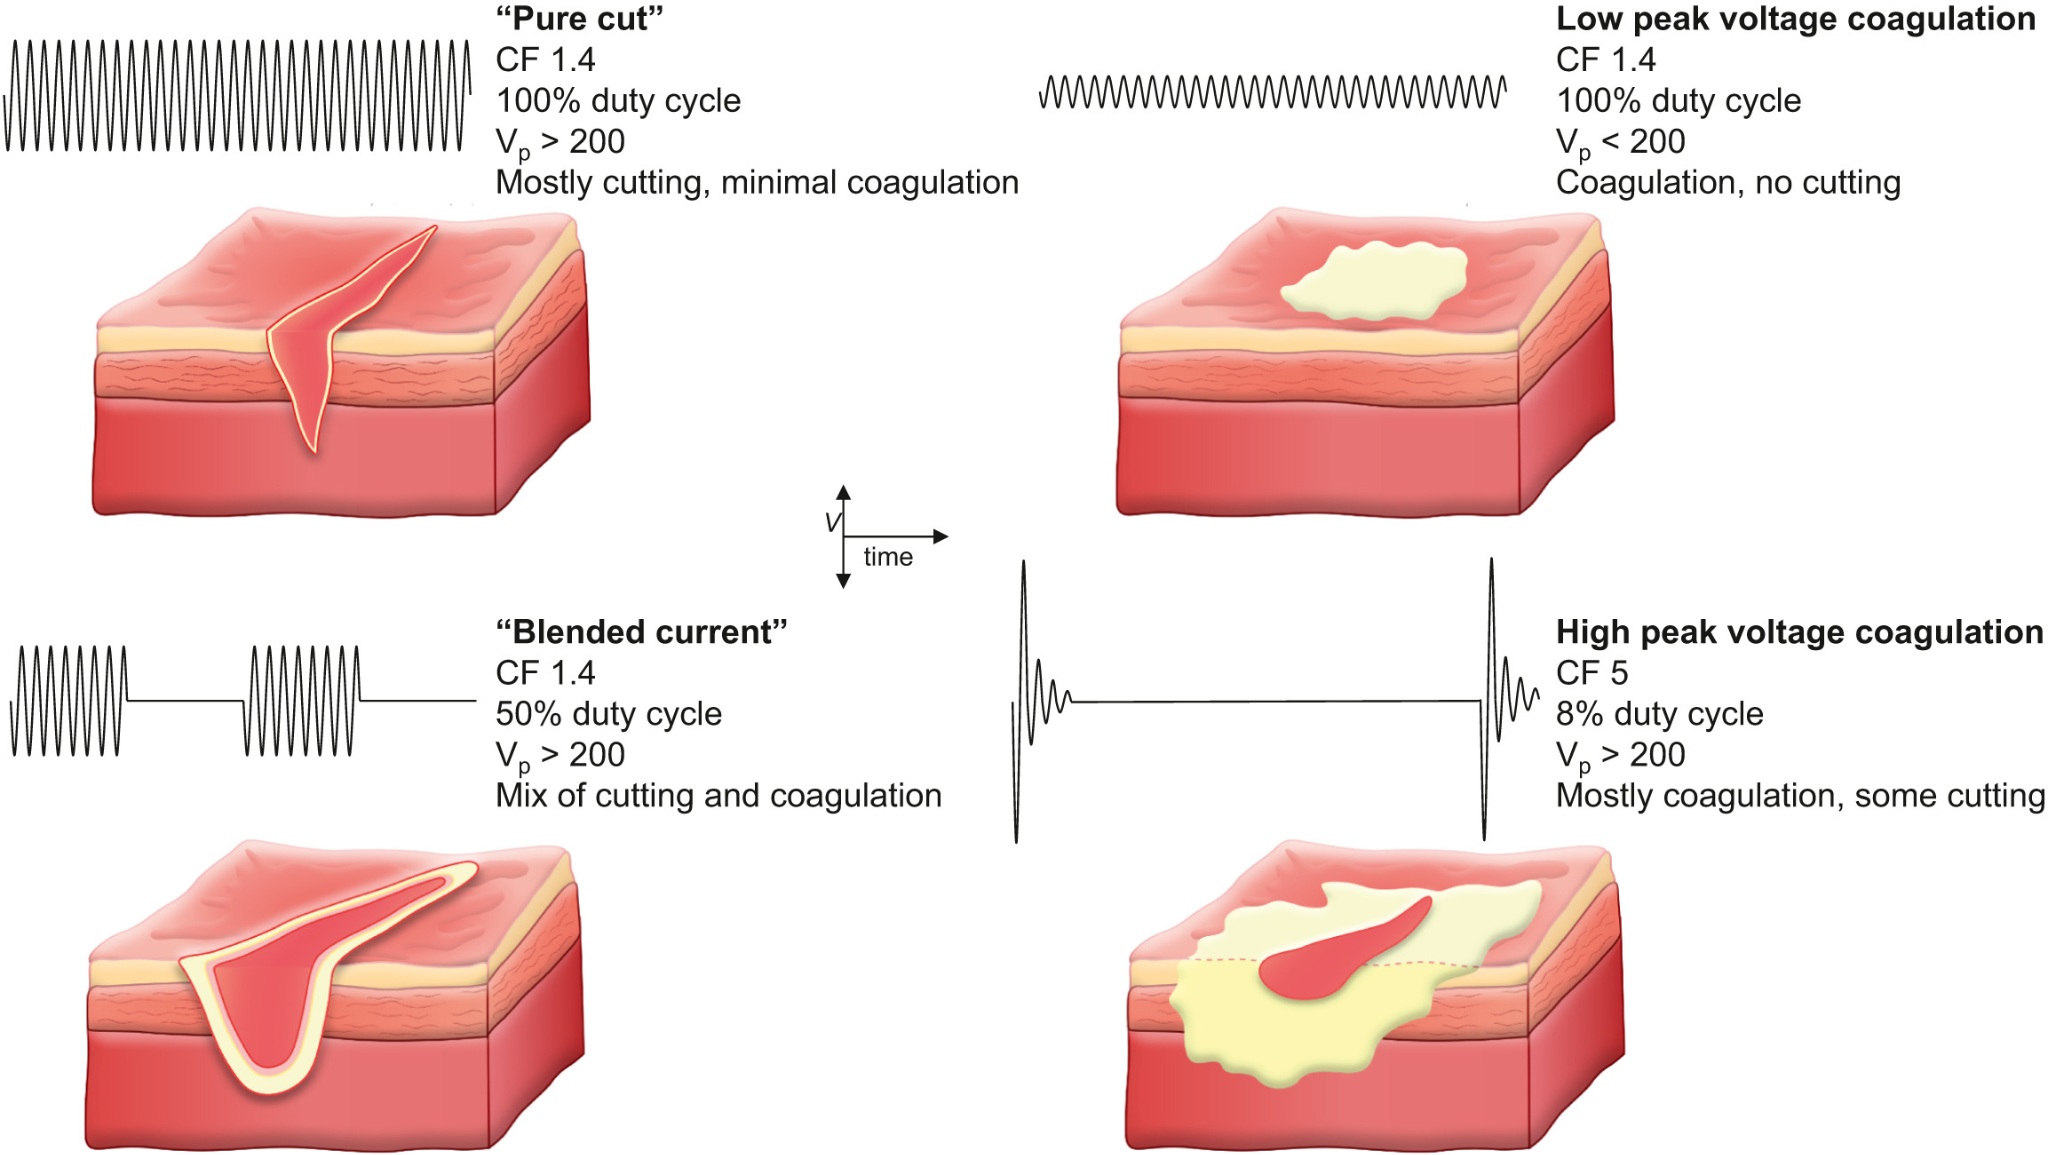 “Pure cut”
CF 1.4
100% duty cycle
Vp > 200
Mostly cutting, minimal coagulation
Low peak voltage coagulation
CF 1.4
100% duty cycle
Vp < 200
Coagulation, no cutting
V
time
“Blended current”
CF 1.4
50% duty cycle
Vp > 200
Mix of cutting and coagulation
High peak voltage coagulation
CF 5
8% duty cycle
Vp > 200
Mostly coagulation, some cutting